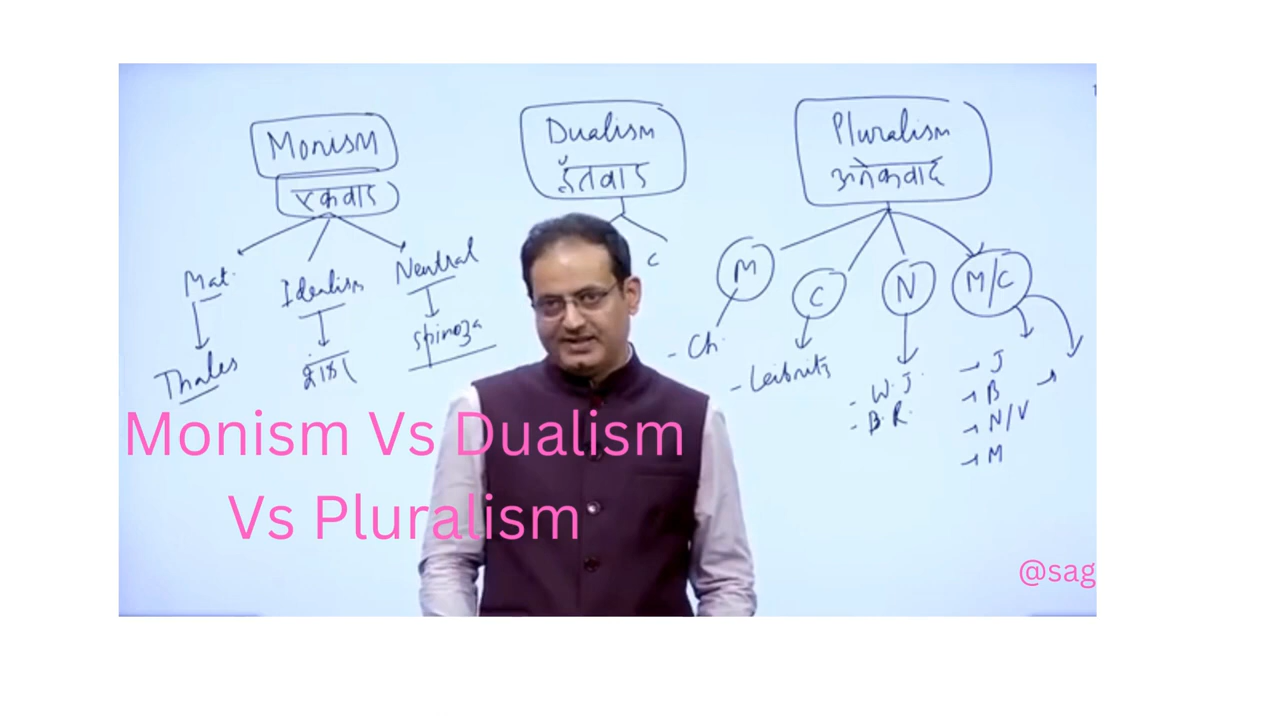 Monism
एकवाद
Mat.
Thales
Idealism
शंकर
Neutral
Spinoza
Dualism
द्वैतवाद
C
Pluralism
अनेकवाद
M
- Ch.
C
- Leibnitz
N
- W.J.
- B.R.
M/C
→ J
→ B
→ N/V
→ M
Monism Vs Dualism
Vs Pluralism
@sag